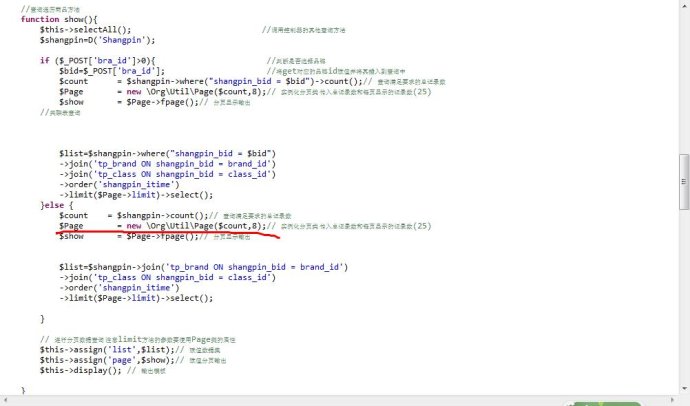 //查询遍历商品方法
function show(){
$this->selectAll(); //调用控制器的其他查询方法
$shangpin=D('Shangpin');
if ($_POST['bra_id']>0){ //判断是否选择品牌
$bid=$_POST['bra_id']; //将get对应的品牌id赋值并将其插入到查询中
$count = $shangpin->where("shangpin_bid = $bid")->count();// 查询满足要求的总记录数
$Page = new \Org\Util\Page($count,8);// 实例化分页类 传入总记录数和每页显示的记录数(25)
$show = $Page->fpage();// 分页显示输出
//关联表查询
$list=$shangpin->where("shangpin_bid = $bid")
->join('tp_brand ON shangpin_bid = brand_id')
->join('tp_class ON shangpin_bid = class_id')
->order('shangpin_itime')
->limit($Page->limit)->select();
}else {
$count = $shangpin->count();// 查询满足要求的总记录数
$Page = new \Org\Util\Page($count,8);// 实例化分页类 传入总记录数和每页显示的记录数(25)
$show = $Page->fpage();// 分页显示输出
$list=$shangpin->join('tp_brand ON shangpin_bid = brand_id')
->join('tp_class ON shangpin_bid = class_id')
->order('shangpin_itime')
->limit($Page->limit)->select();
}
// 进行分页数据查询 注意limit方法的参数要使用Page类的属性
$this->assign('list',$list);// 赋值数据集
$this->assign('page',$show);// 赋值分页输出
$this->display(); // 输出模板
}